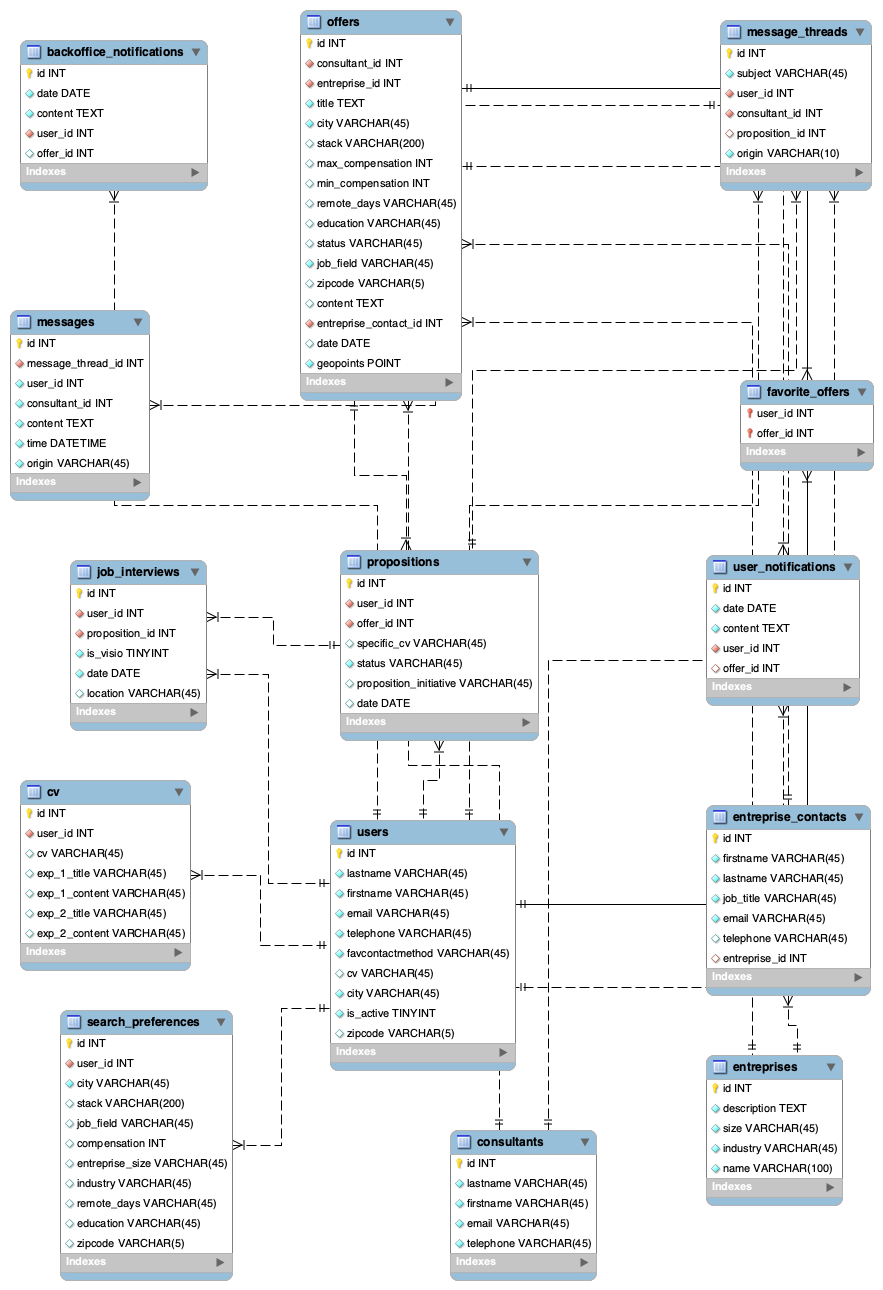 backoffice_notifications
id INT
date DATE
content TEXT
user_id INT
offer_id INT
Indexes
offers
id INT
consultant_id INT
entreprise_id INT
title TEXT
city VARCHAR(45)
stack VARCHAR(200)
max_compensation INT
min_compensation INT
remote_days VARCHAR(45)
education VARCHAR(45)
status VARCHAR(45)
job_field VARCHAR(45)
zipcode VARCHAR(5)
content TEXT
entreprise_contact_id INT
date DATE
geopoints POINT
Indexes
message_threads
id INT
subject VARCHAR(45)
user_id INT
consultant_id INT
proposition_id INT
origin VARCHAR(10)
Indexes
messages
id INT
message_thread_id INT
user_id INT
consultant_id INT
content TEXT
time DATETIME
origin VARCHAR(45)
Indexes
favorite_offers
user_id INT
offer_id INT
Indexes
job_interviews
id INT
user_id INT
proposition_id INT
is_visio TINYINT
date DATE
location VARCHAR(45)
Indexes
propositions
id INT
user_id INT
offer_id INT
specific_cv VARCHAR(45)
status VARCHAR(45)
proposition_initiative VARCHAR(45)
date DATE
Indexes
user_notifications
id INT
date DATE
content TEXT
user_id INT
offer_id INT
Indexes
cv
id INT
user_id INT
cv VARCHAR(45)
exp_1_title VARCHAR(45)
exp_1_content VARCHAR(45)
exp_2_title VARCHAR(45)
exp_2_content VARCHAR(45)
Indexes
users
id INT
lastname VARCHAR(45)
firstname VARCHAR(45)
email VARCHAR(45)
telephone VARCHAR(45)
favcontactmethod VARCHAR(45)
cv VARCHAR(45)
city VARCHAR(45)
is_active TINYINT
zipcode VARCHAR(5)
Indexes
entreprise_contacts
id INT
firstname VARCHAR(45)
lastname VARCHAR(45)
job_title VARCHAR(45)
email VARCHAR(45)
telephone VARCHAR(45)
entreprise_id INT
Indexes
search_preferences
id INT
user_id INT
city VARCHAR(45)
stack VARCHAR(200)
job_field VARCHAR(45)
compensation INT
entreprise_size VARCHAR(45)
industry VARCHAR(45)
remote_days VARCHAR(45)
education VARCHAR(45)
zipcode VARCHAR(5)
Indexes
consultants
id INT
lastname VARCHAR(45)
firstname VARCHAR(45)
email VARCHAR(45)
telephone VARCHAR(45)
Indexes
entreprises
id INT
description TEXT
size VARCHAR(45)
industry VARCHAR(45)
name VARCHAR(100)
Indexes